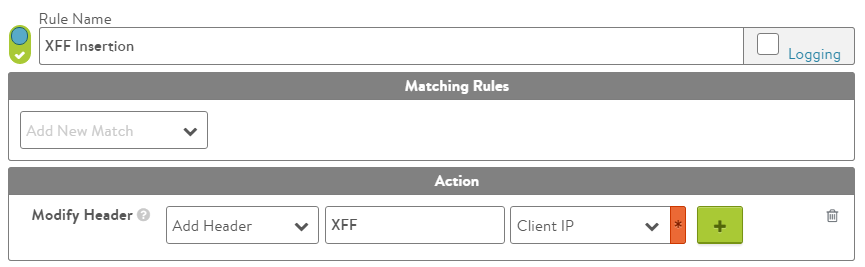 Rule Name
XFF Insertion
Logging
Matching Rules
Add New Match
Action
Modify Header ? Add Header XFF Client IP * +